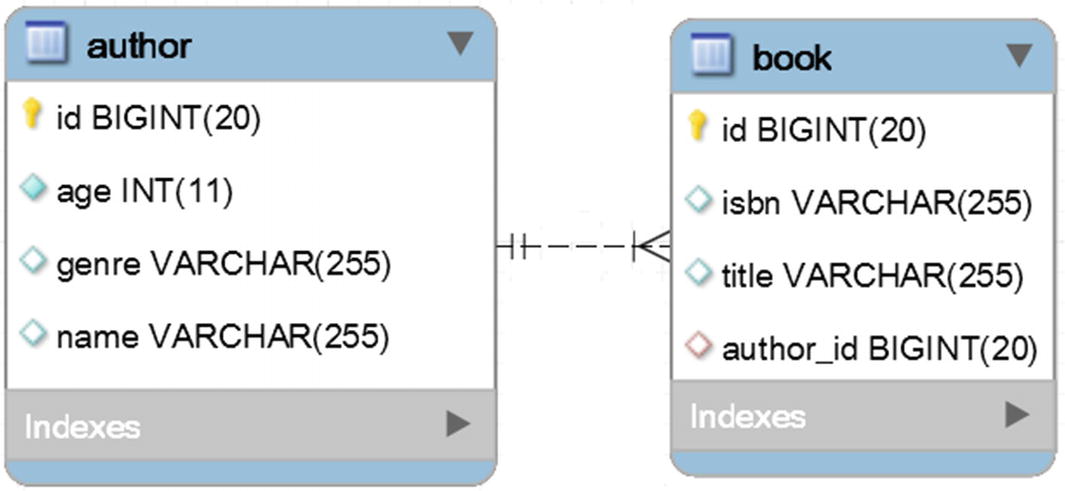 author
id BIGINT(20)
age INT(11)
genre VARCHAR(255)
name VARCHAR(255)
Indexes
book
id BIGINT(20)
isbn VARCHAR(255)
title VARCHAR(255)
author_id BIGINT(20)
Indexes